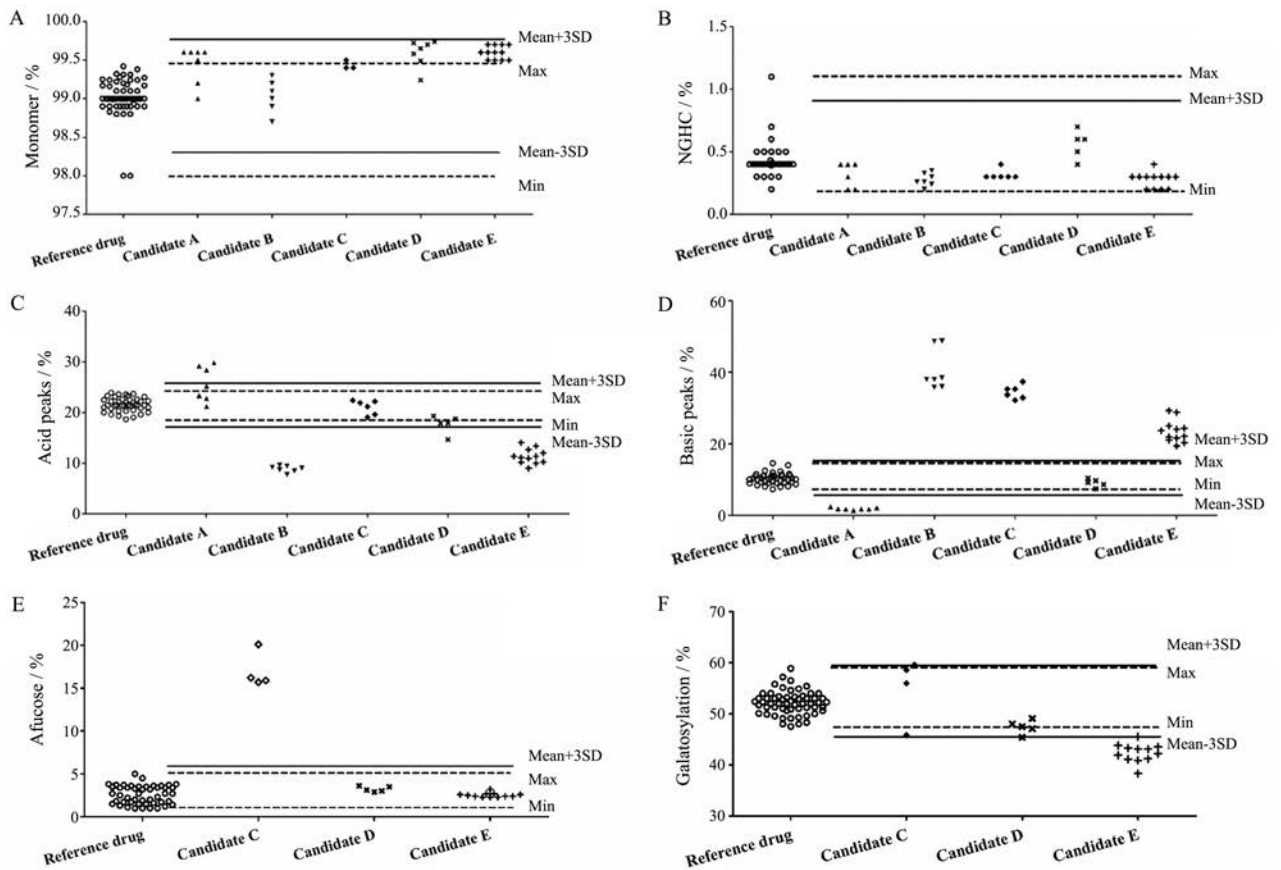 A
Monomer / %
100.0
99.5
99.0
98.5
98.0
97.5
Mean+3SD
Max
Mean-3SD
Min
Reference drug
Candidate A
Candidate B
Candidate C
Candidate D
Candidate E
B
NGHC / %
1.5
1.0
0.5
0.0
Max
Mean+3SD
Min
Reference drug
Candidate A
Candidate B
Candidate C
Candidate D
Candidate E
C
Acid peaks / %
40
30
20
10
0
Mean+3SD
Max
Min
Mean-3SD
Reference drug
Candidate A
Candidate B
Candidate C
Candidate D
Candidate E
D
Basic peaks / %
60
40
20
0
Mean+3SD
Max
Min
Mean-3SD
Reference drug
Candidate A
Candidate B
Candidate C
Candidate D
Candidate E
E
Afucose / %
25
20
15
10
5
0
Mean+3SD
Max
Min
Reference drug
Candidate C
Candidate D
Candidate E
F
Galatosylation / %
70
60
50
40
30
Mean+3SD
Max
Min
Mean-3SD
Reference drug
Candidate C
Candidate D
Candidate E